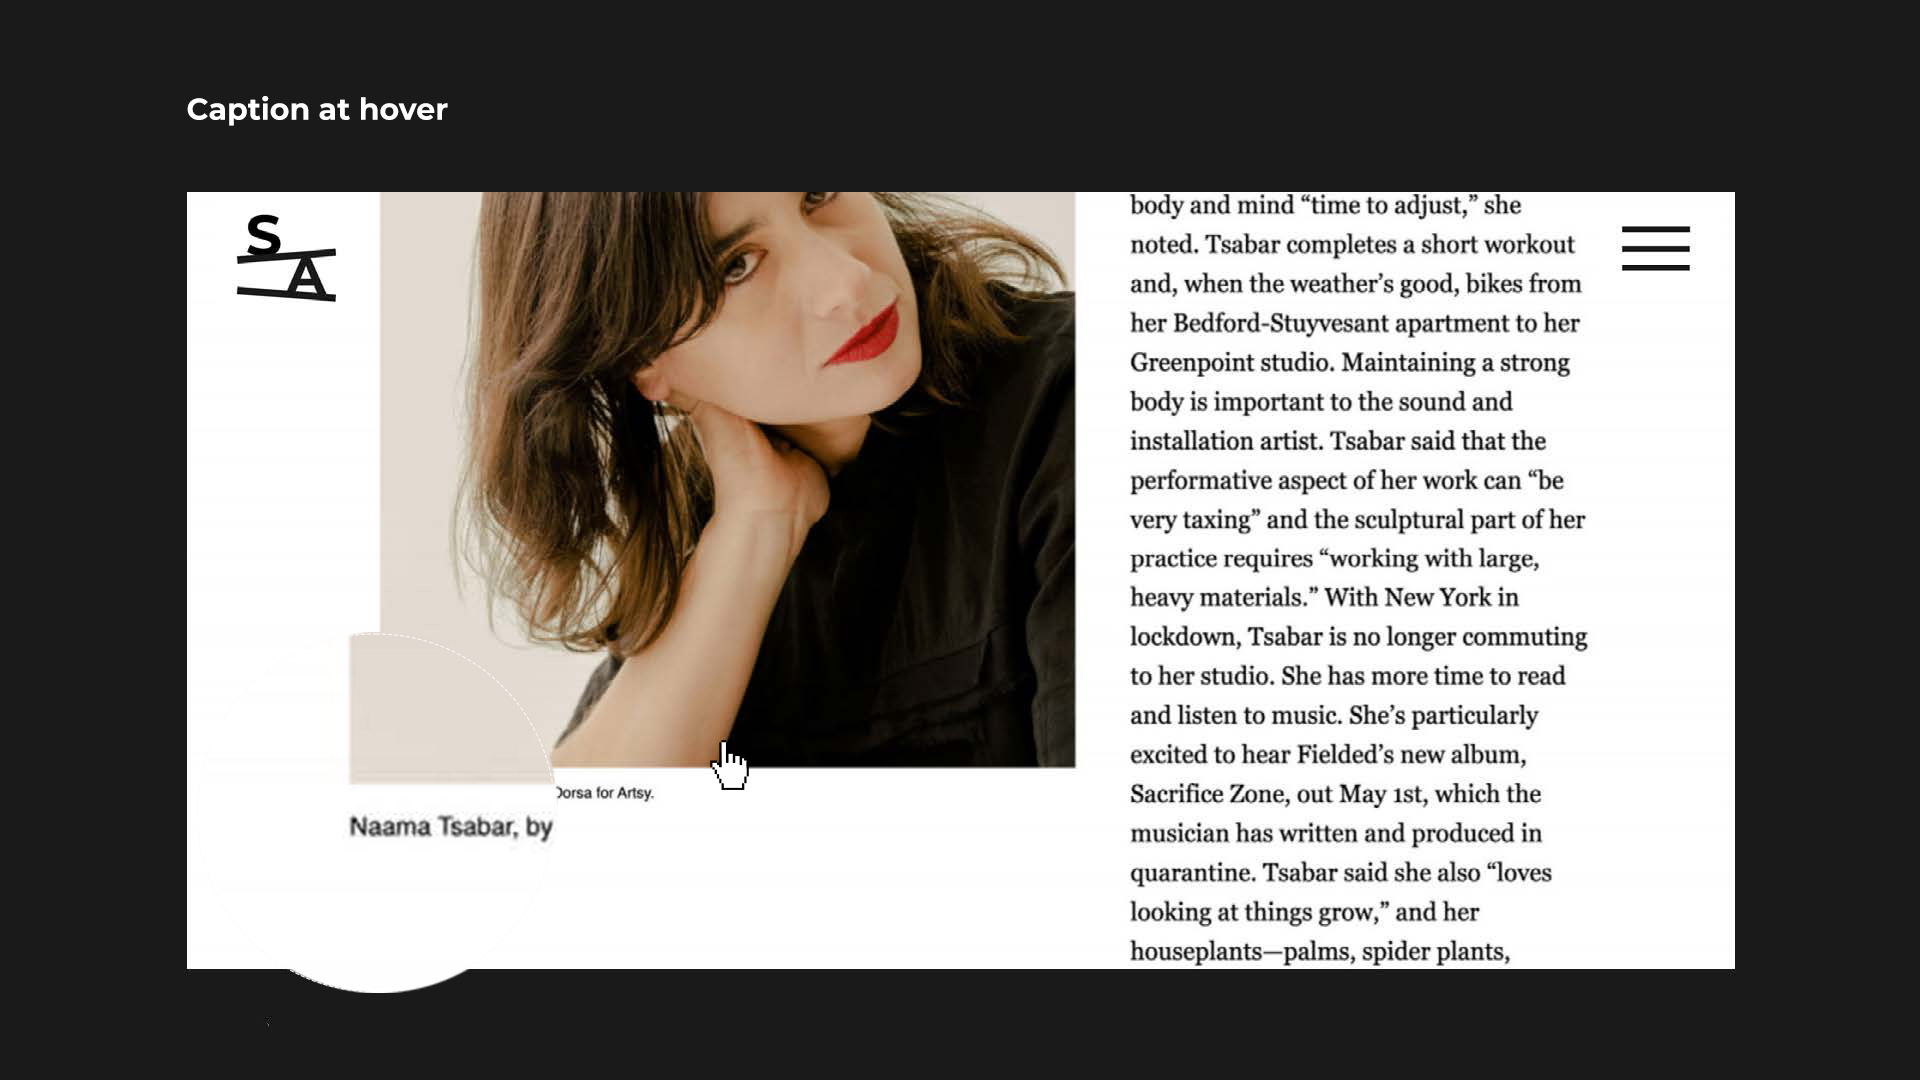 Caption at hover
S
A
Dorsa for Artsy.
Naama Tsabar, by
body and mind “time to adjust,” she
noted. Tsabar completes a short workout
and, when the weather’s good, bikes from
her Bedford-Stuyvesant apartment to her
Greenpoint studio. Maintaining a strong
body is important to the sound and
installation artist. Tsabar said that the
performative aspect of her work can “be
very taxing” and the sculptural part of her
practice requires “working with large,
heavy materials.” With New York in
lockdown, Tsabar is no longer commuting
to her studio. She has more time to read
and listen to music. She’s particularly
excited to hear Fielded’s new album,
Sacrifice Zone, out May 1st, which the
musician has written and produced in
quarantine. Tsabar said she also “loves
looking at things grow,” and her
houseplants—palms, spider plants,